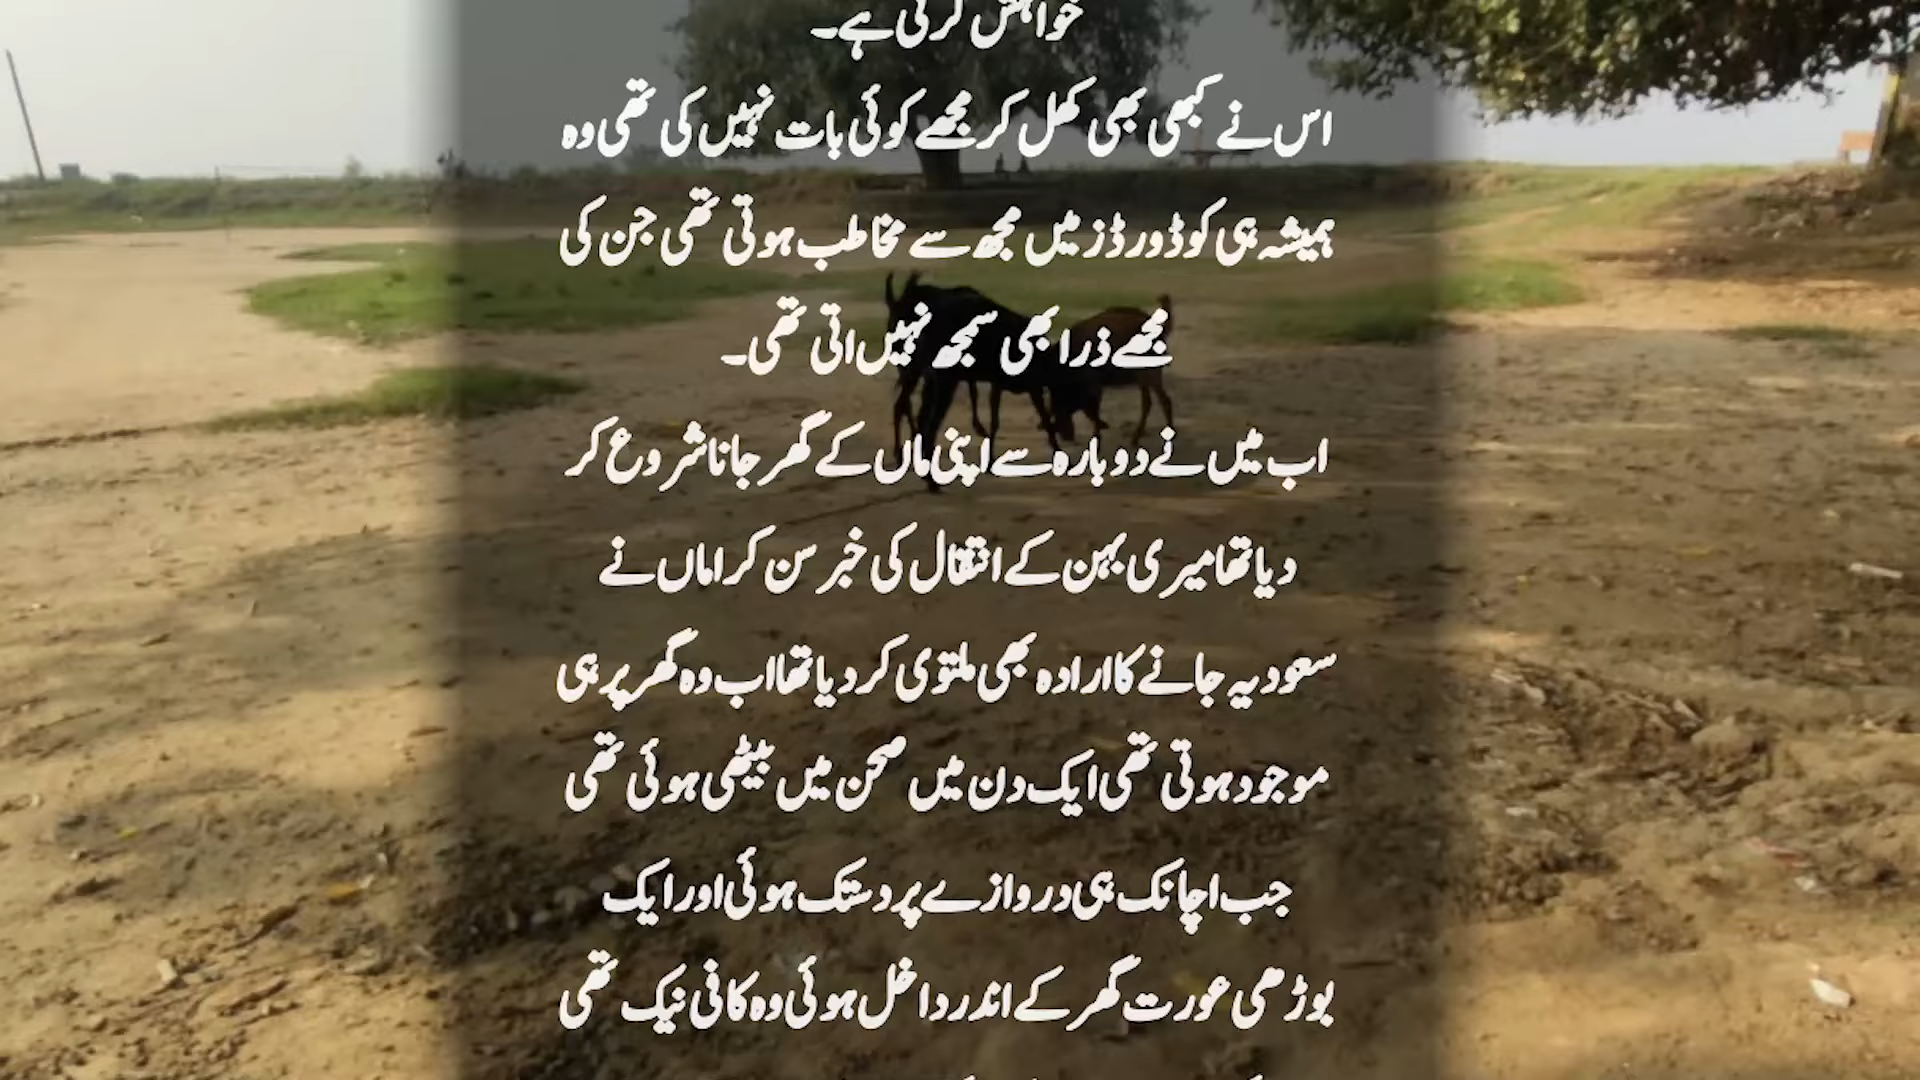 خواہش کرتی ہے۔
اس نے کبھی بھی کھل کر مجھے کوئی بات نہیں کی تھی وہ
ہمیشہ ہی کوڈ ورڈز میں مجھ سے مخاطب ہوتی تھی جن کی
مجھے ذرا بھی سمجھ نہیں اتی تھی۔
اب میں نے دوبارہ سے اپنی ماں کے گھر جانا شروع کر
دیا تھا میری بہن کے انتقال کی خبر سن کر اماں نے
سعودیہ جانے کا ارادہ بھی ملتوی کر دیا تھا اب وہ گھر پر ہی
موجود ہوتی تھی ایک دن میں صحن میں بیٹھی ہوئی تھی
جب اچانک ہی دروازے پر دستک ہوئی اور ایک
بوڑھی عورت گھر کے اندر داخل ہوئی وہ کافی نیک تھی